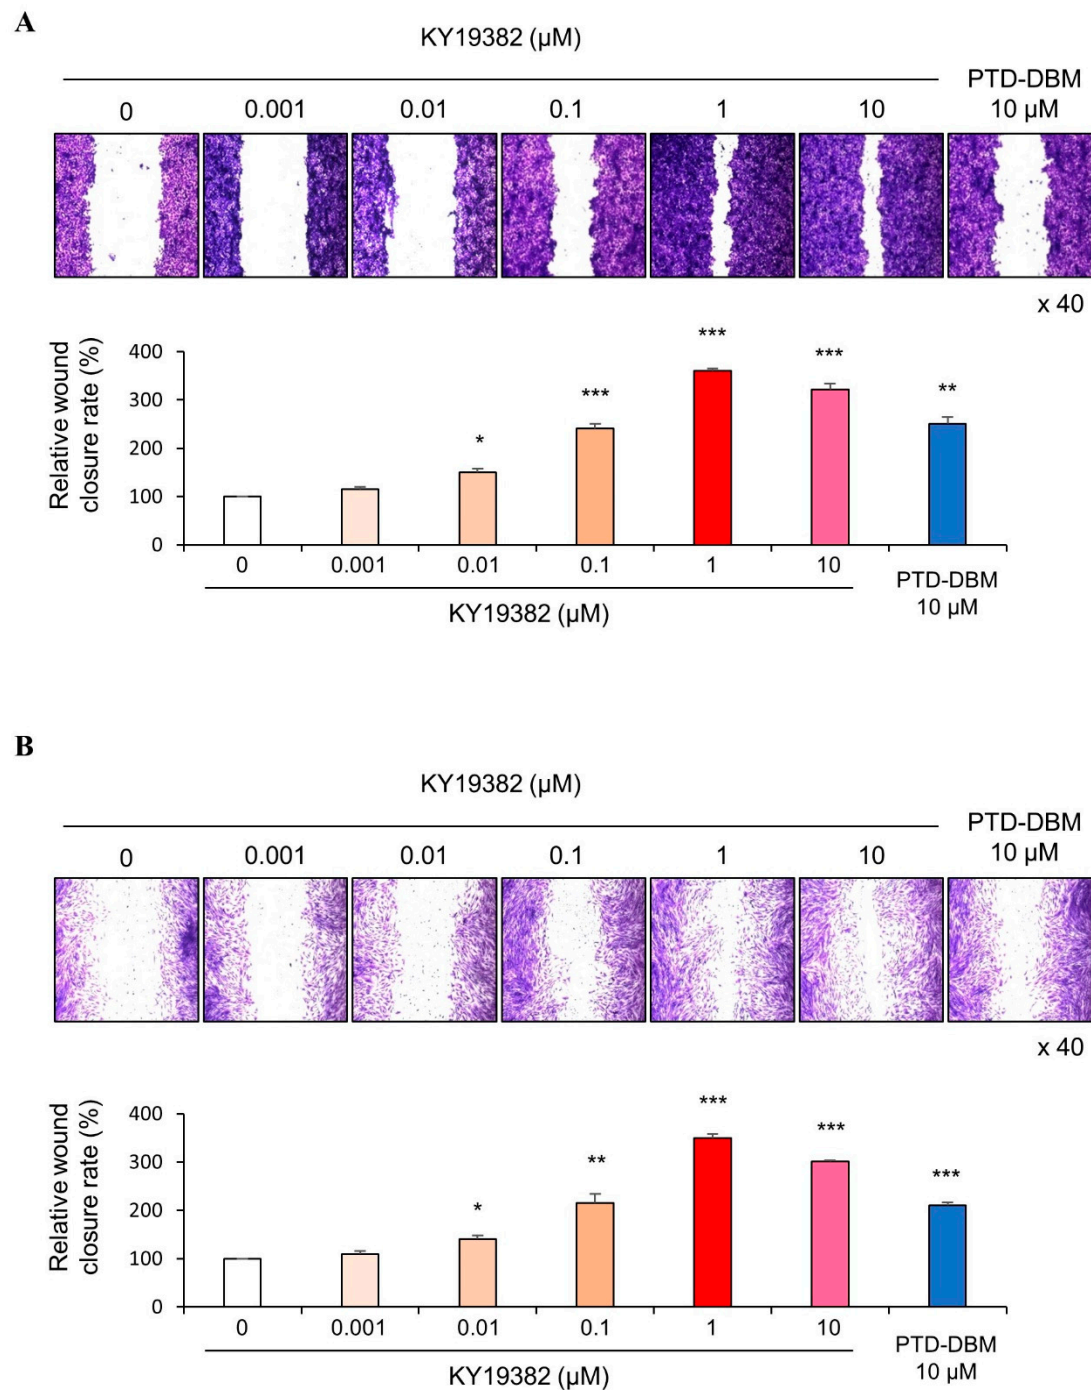 A
KY19382 (µM)
PTD-DBM
0 0.001 0.01 0.1 1 10 10 µM
x 40
Relative wound
closure rate (%)
400
300
200
100
0
*
***
***
***
**
0 0.001 0.01 0.1 1 10
PTD-DBM
10 µM
KY19382 (µM)
B
KY19382 (µM)
PTD-DBM
0 0.001 0.01 0.1 1 10 10 µM
x 40
Relative wound
closure rate (%)
400
300
200
100
0
*
**
***
***
***
0 0.001 0.01 0.1 1 10
PTD-DBM
10 µM
KY19382 (µM)